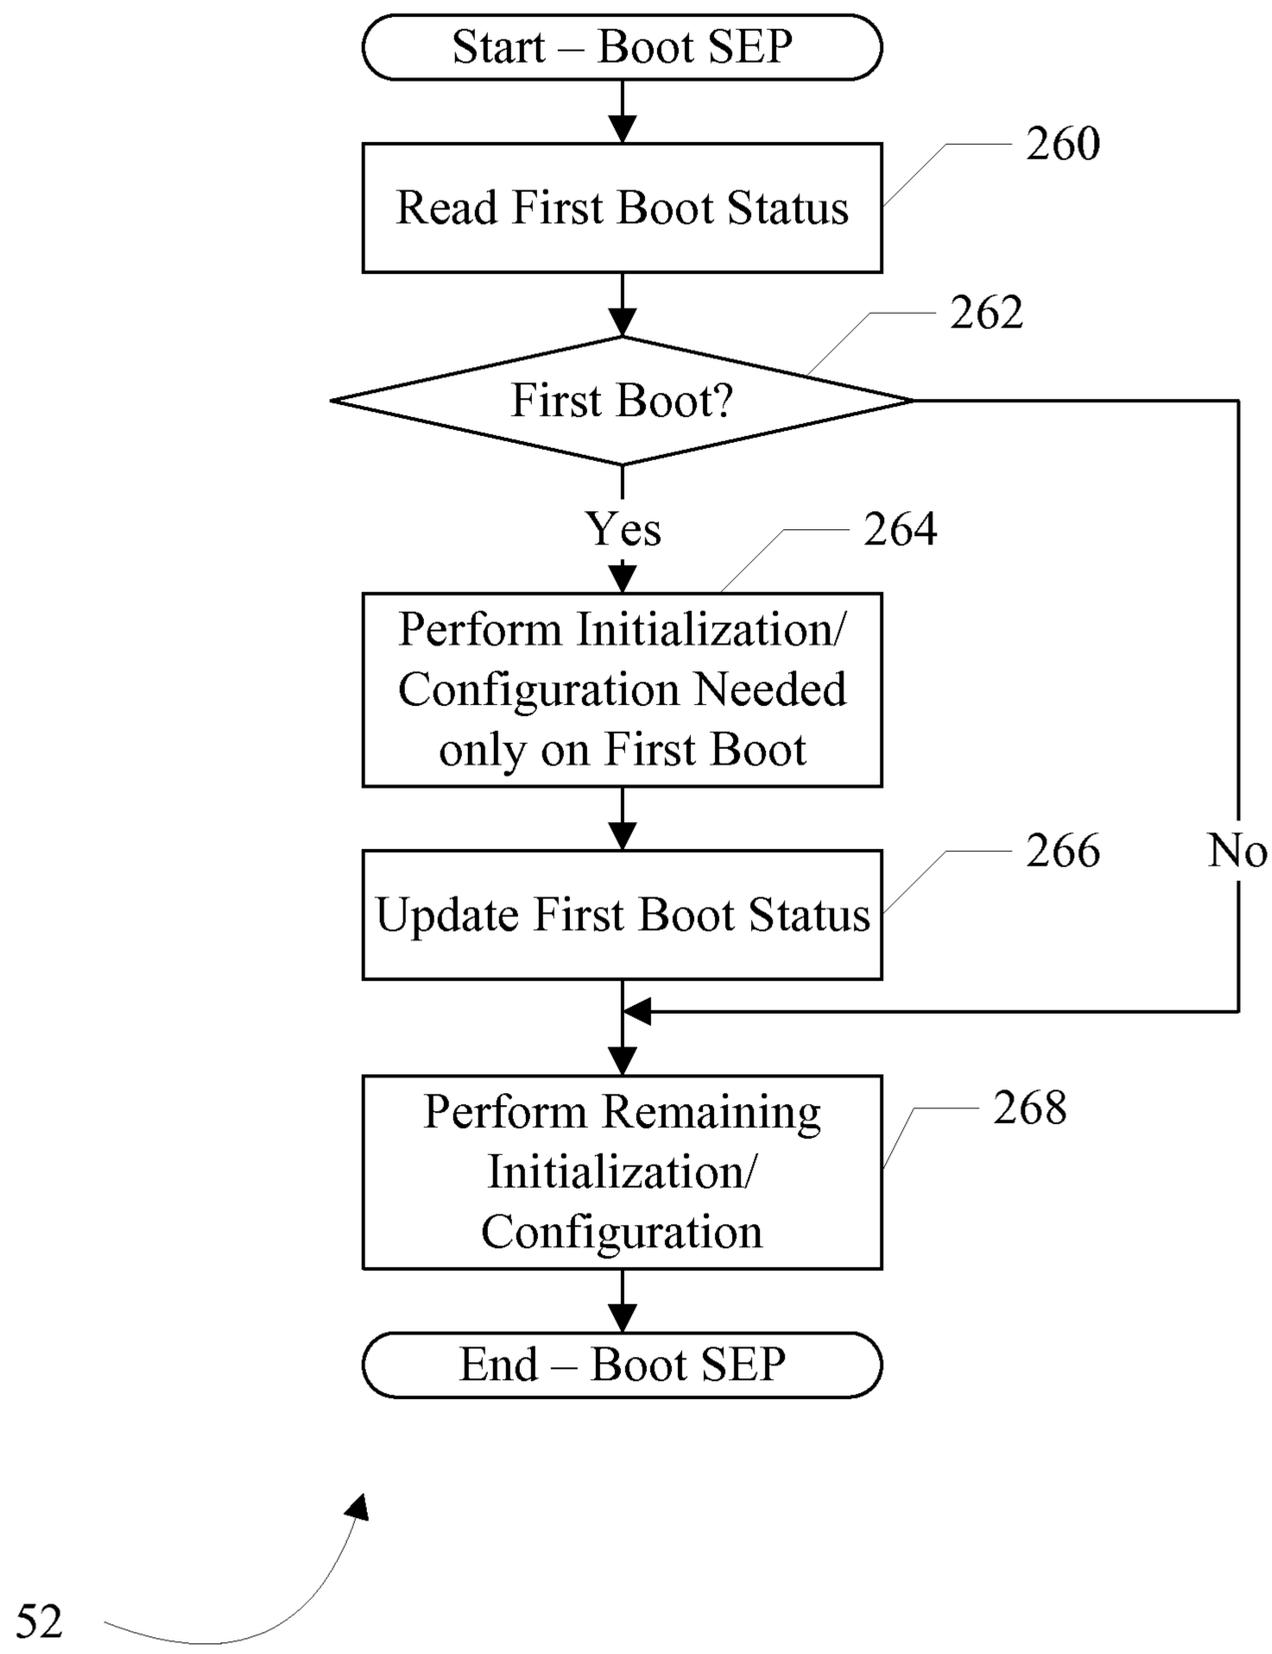 Start – Boot SEP
260
Read First Boot Status
262
First Boot?
Yes
264
Perform Initialization/
Configuration Needed
only on First Boot
266
No
Update First Boot Status
Perform Remaining
Initialization/
Configuration
268
End – Boot SEP
52